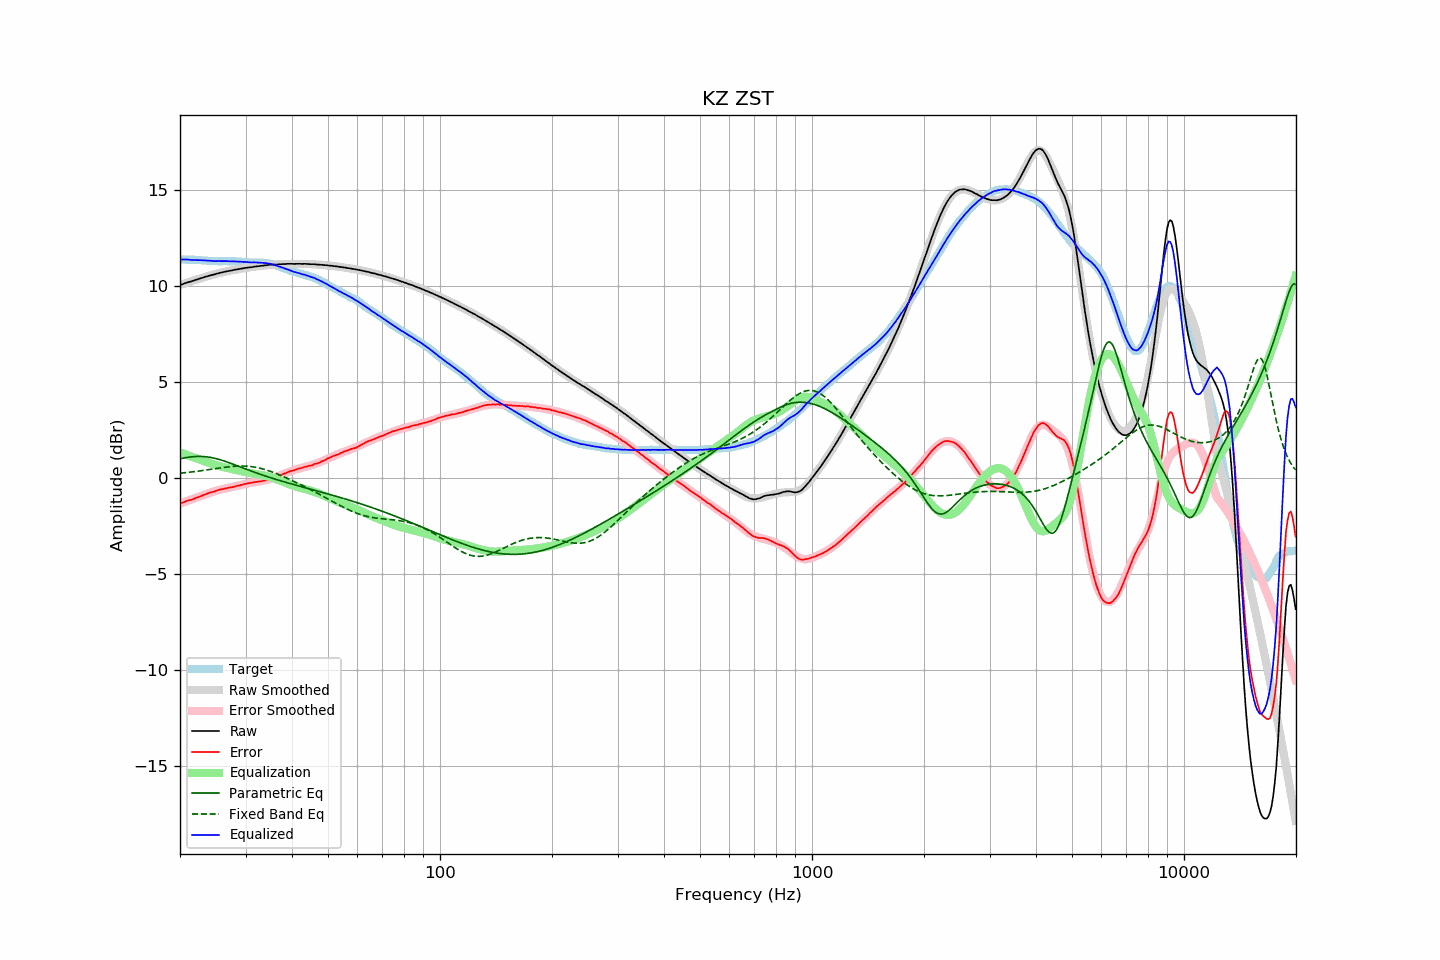 KZ ZST
Amplitude (dBr)
15
10
5
0
−5
−10
−15
Target
Raw Smoothed
Error Smoothed
Raw
Error
Equalization
Parametric Eq
Fixed Band Eq
Equalized
100
1000
10000
Frequency (Hz)